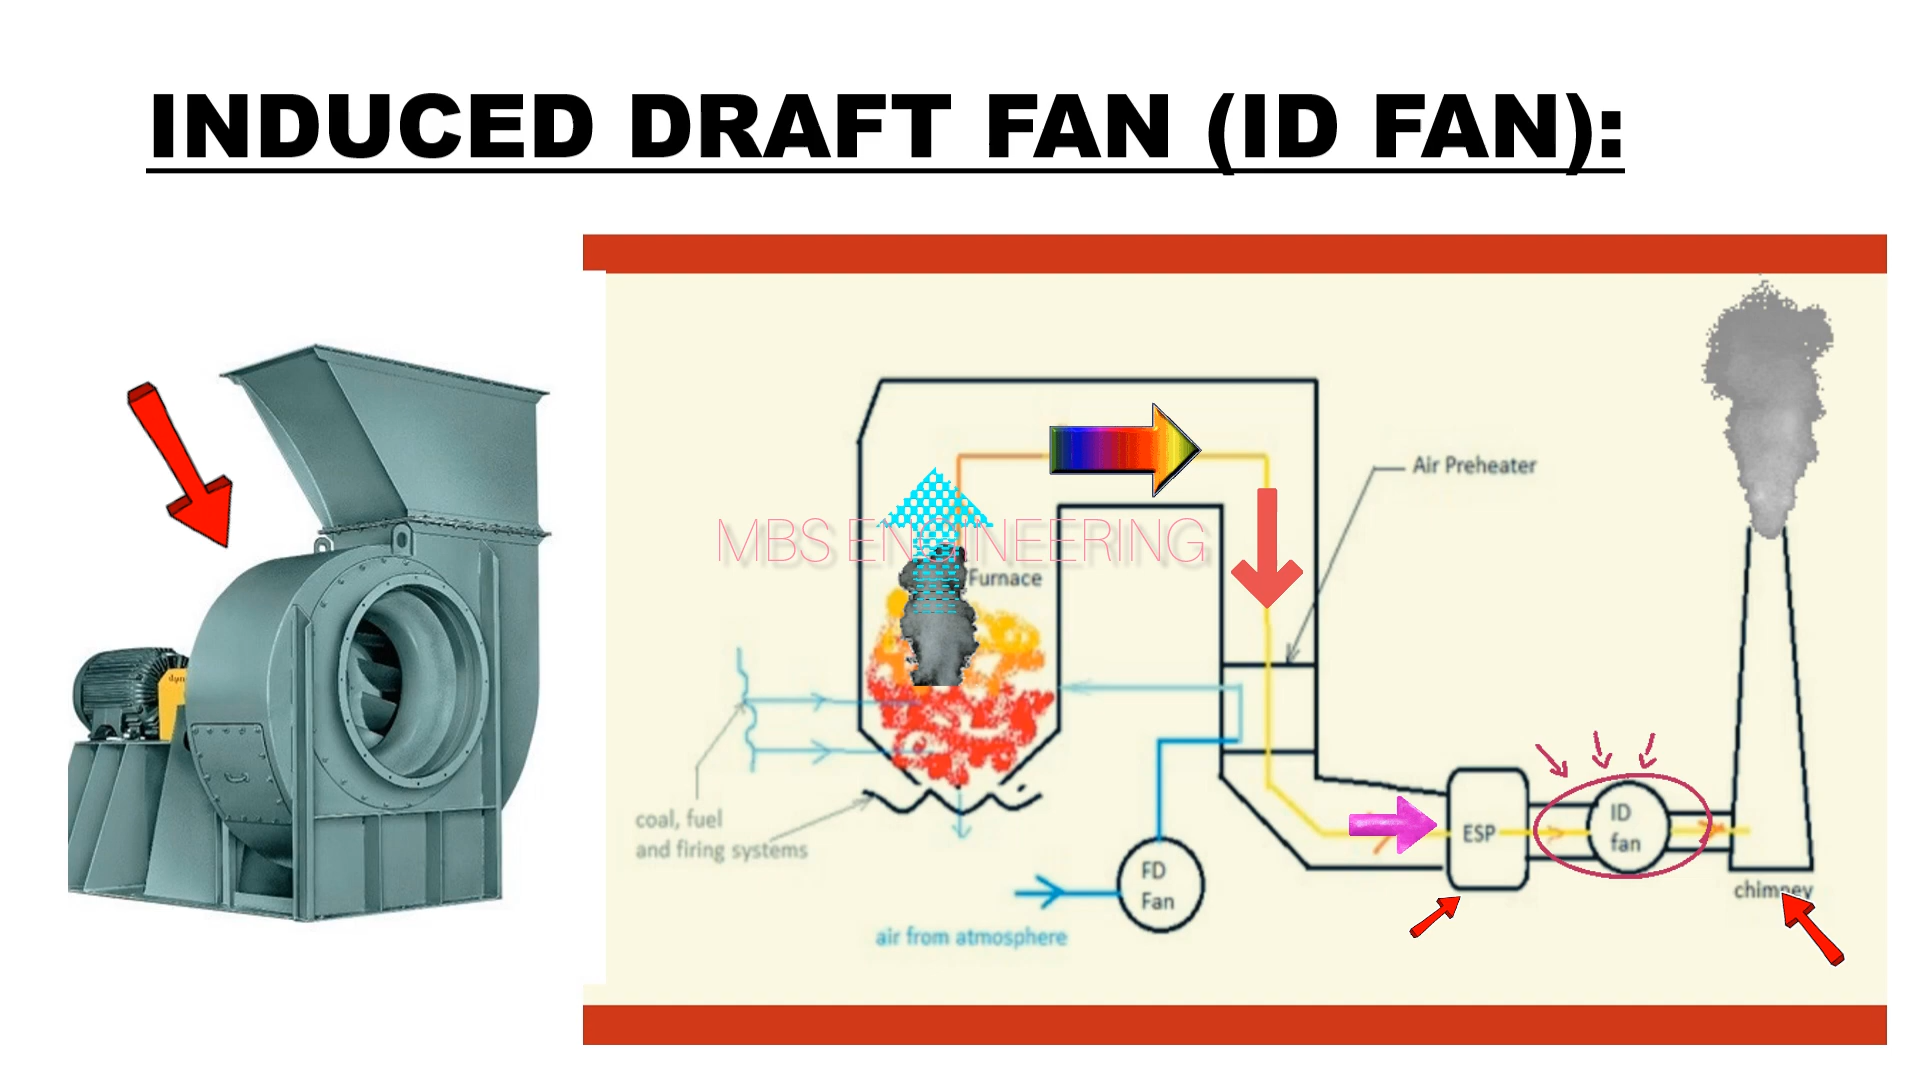 INDUCED DRAFT FAN (ID FAN):
Air Preheater
MBS ENGINEERING
Furnace
coal, fuel
and firing systems
ESP
ID
fan
FD
Fan
chimney
air from atmosphere